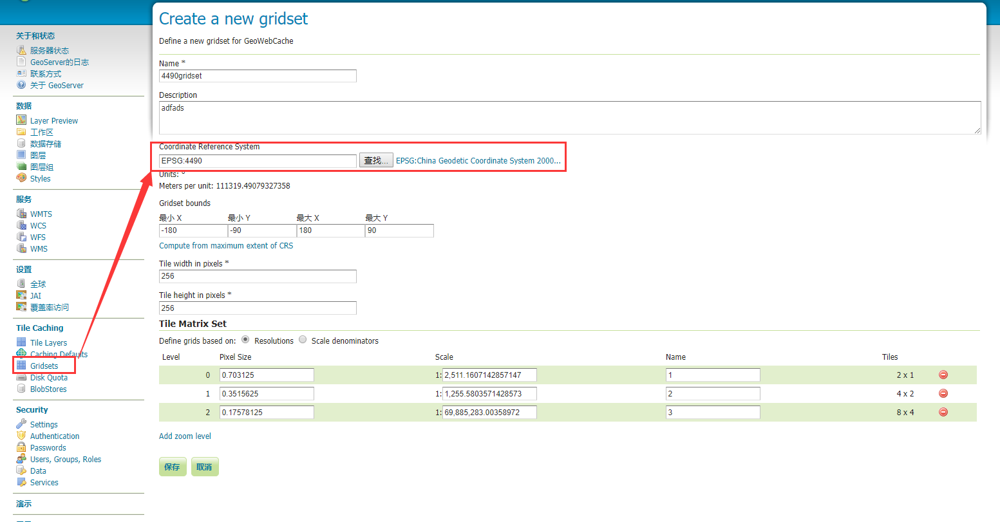 关于和状态
服务器状态
GeoServer的日志
联系方式
关于 GeoServer
数据
Layer Preview
工作区
数据存储
图层
图层组
Styles
服务
WMTS
WCS
WFS
WMS
设置
全球
JAI
覆盖率访问
Tile Caching
Tile Layers
Caching Defaults
Gridsets
Disk Quota
BlobStores
Security
Settings
Authentication
Passwords
Users, Groups, Roles
Data
Services
演示
Create a new gridset
Define a new gridset for GeoWebCache
Name *
4490gridset
Description
adfads
Coordinate Reference System
EPSG:4490 查找... EPSG:China Geodetic Coordinate System 2000...
Units: °
Meters per unit: 111319.49079327358
Gridset bounds
最小 X 最小 Y 最大 X 最大 Y
-180 -90 180 90
Compute from maximum extent of CRS
Tile width in pixels *
256
Tile height in pixels *
256
Tile Matrix Set
Define grids based on: Resolutions Scale denominators
Level Pixel Size Scale Name Tiles
0 0.703125 1: 2,511.1607142857147 1 2 x 1
1 0.3515625 1: 1,255.5803571428573 2 4 x 2
2 0.17578125 1: 69,885,283.00358972 3 8 x 4
Add zoom level
保存 取消